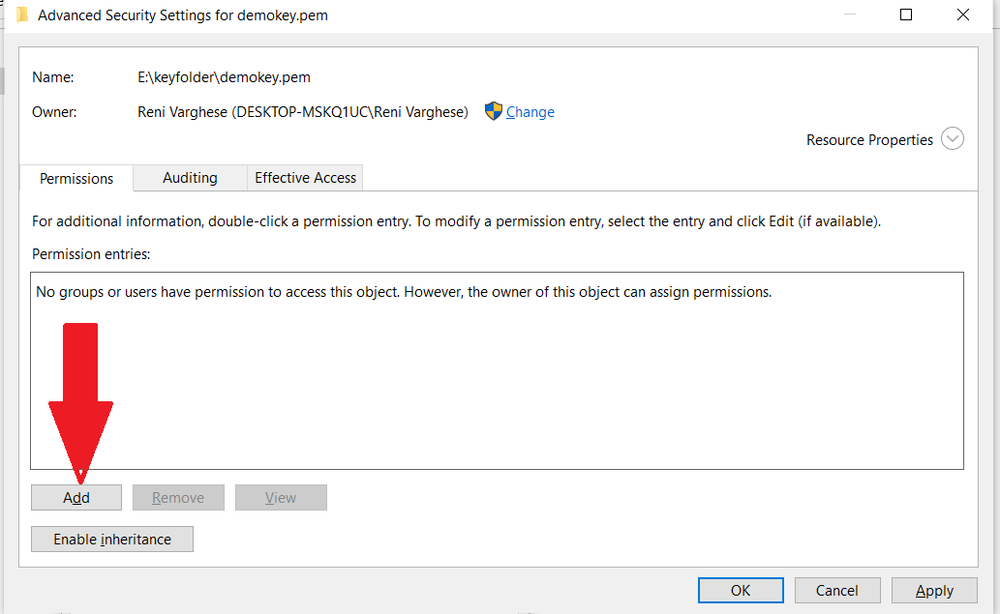 Advanced Security Settings for demokey.pem
Name: E:\keyfolder\demokey.pem
Owner: Reni Varghese (DESKTOP-MSKQ1UC\Reni Varghese) Change
Resource Properties
Permissions Auditing Effective Access
For additional information, double-click a permission entry. To modify a permission entry, select the entry and click Edit (if available).
Permission entries:
No groups or users have permission to access this object. However, the owner of this object can assign permissions.
Add Remove View
Enable inheritance
OK Cancel Apply